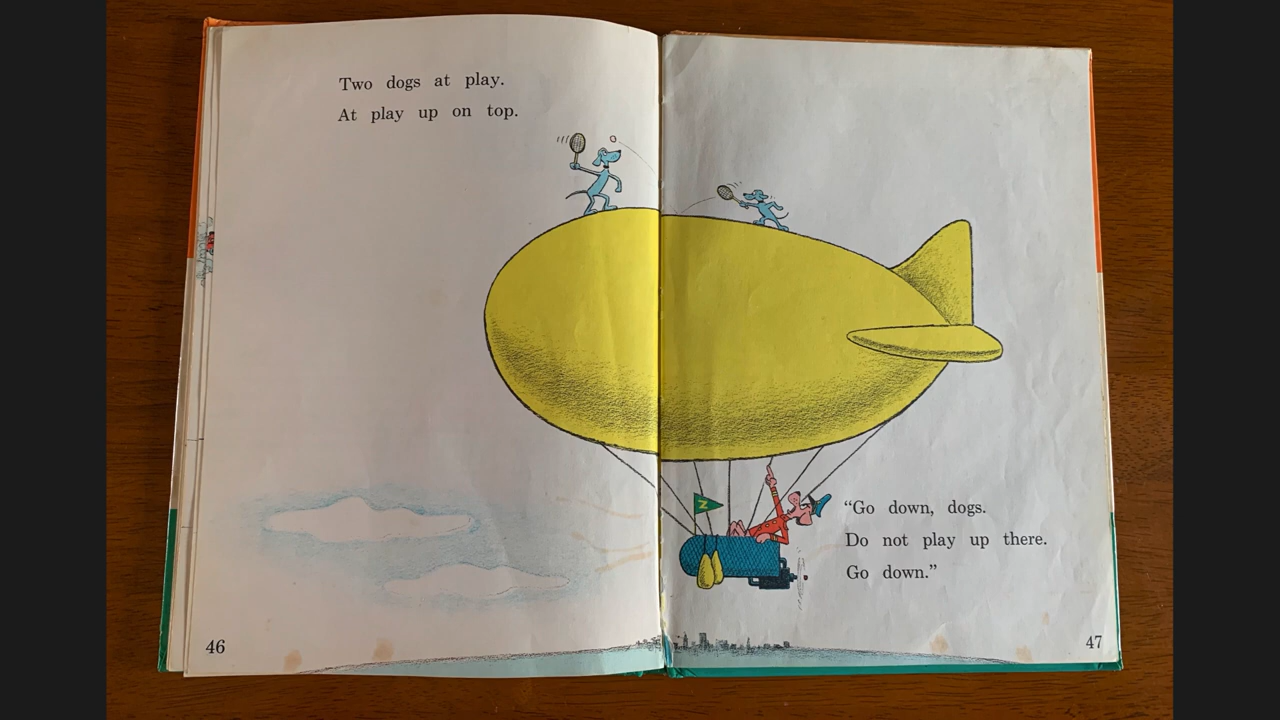 Two dogs at play.
At play up on top.
46
N
“Go down, dogs.
Do not play up there.
Go down.”
47